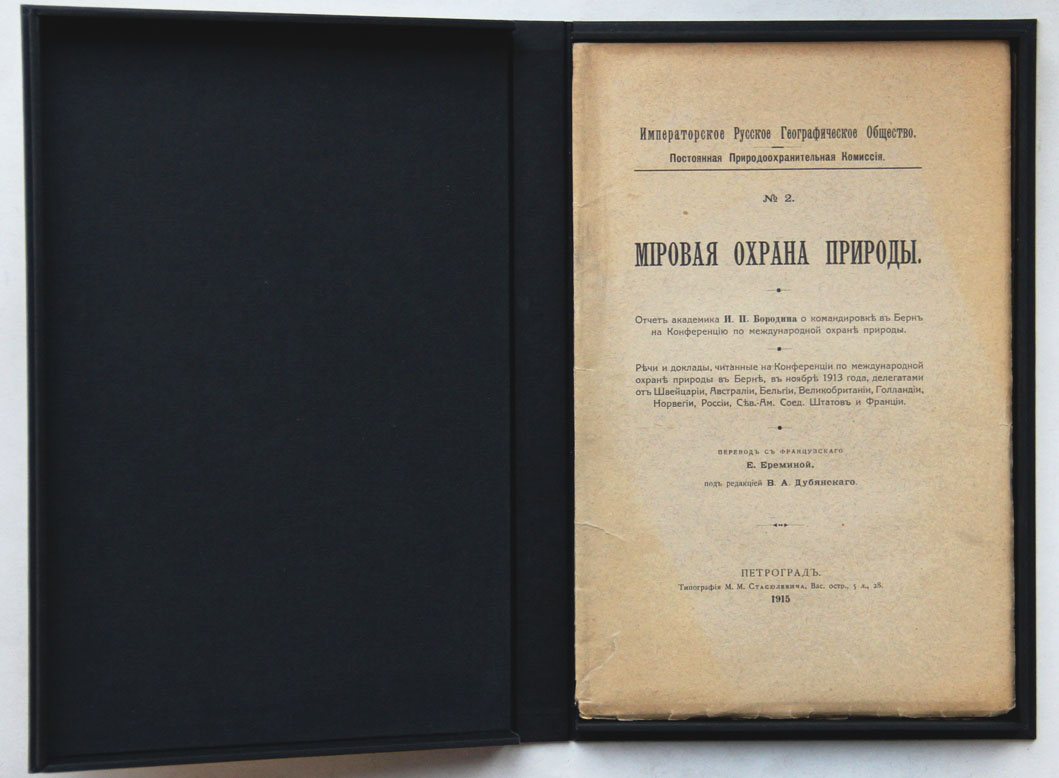 Императорское Русское Географическое Общество.
Постоянная Природоохранительная Комиссія.
№ 2.
МІРОВАЯ ОХРАНА ПРИРОДЫ.
Отчетъ академика И. П. Бородина о командировкѣ въ Бернъ
на Конференцію по международной охранѣ природы.
Рѣчи и доклады, читанные на Конференціи по международной
охранѣ природы въ Бернѣ, въ ноябрѣ 1913 года, делегатами
отъ Швейцаріи, Австраліи, Бельгіи, Великобританіи, Голландіи,
Норвегіи, Россіи, Сѣв.-Ам. Соед. Штатовъ и Франціи.
ПЕРЕВОДЪ СЪ ФРАНЦУЗСКАГО
Е. Ереминой,
подъ редакціей В. А. Дубянскаго.
ПЕТРОГРАДЪ.
Типографія М. М. Стасюлевича, Вас. остр., 5 л., 28.
1915